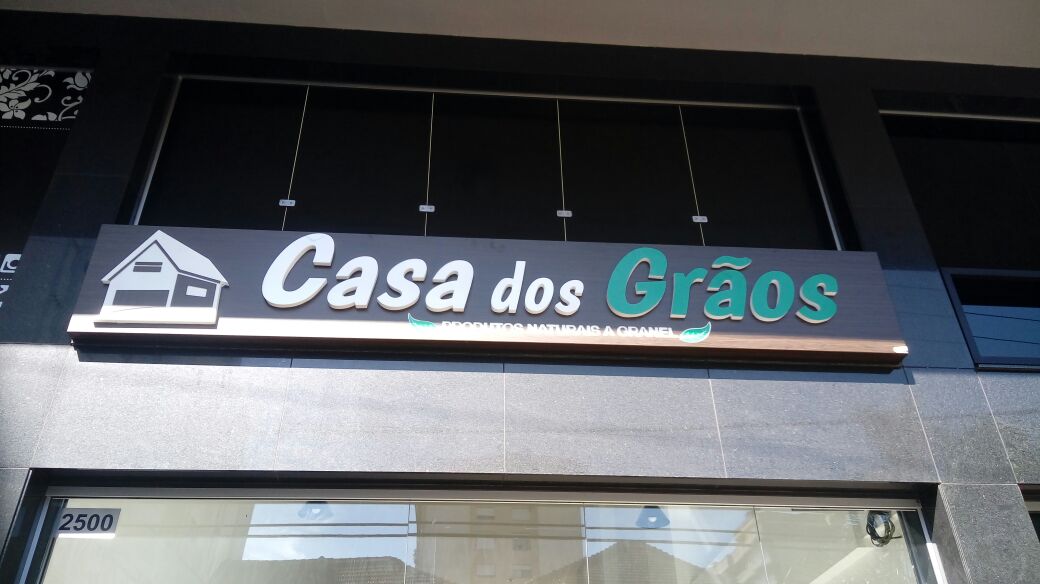 Casa dos Grãos
PRODUTOS NATURAIS A GRANEL
2500